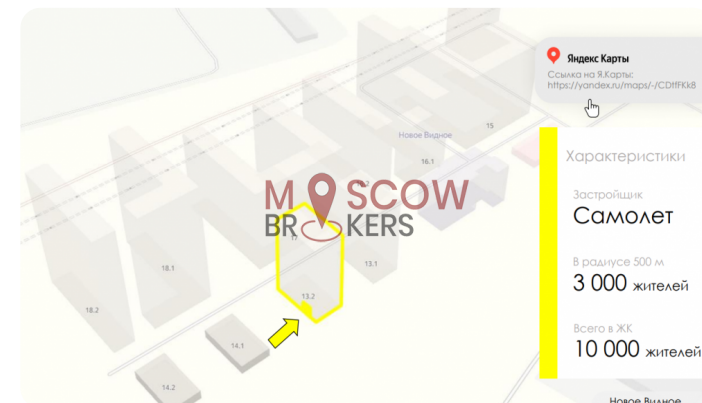 Яндекс Карты
Ссылка на Я.Карты:
https://yandex.ru/maps/-/CDtfFKk8
Новое Видное
15
16.1
MOSCOW
BROKERS
17
18.1
13.1
13.2
18.2
14.1
14.2
Характеристики
Застройщик
Самолет
В радиусе 500 м
3 000 жителей
Всего в ЖК
10 000 жителей
Новое Видное